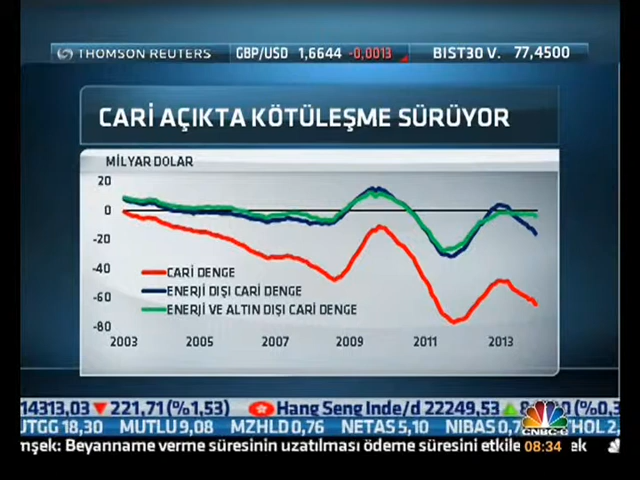 THOMSON REUTERS GBP/USD 1,6644 -0,0013 BIST30 V. 77,4500
CARİ AÇIKTA KÖTÜLEŞME SÜRÜYOR
MİLYAR DOLAR
20
0
-20
-40
-60
-80
CARİ DENGE
ENERJİ DIŞI CARİ DENGE
ENERJİ VE ALTIN DIŞI CARİ DENGE
2003 2005 2007 2009 2011 2013
14313,03 221,71 (%1,53) Hang Seng Inde/d 22249,53
UTGG 18,30 MUTLU 9,08 MZHLD 0,76 NETAS 5,10 NIBAS
CNBC-e
mşek: Beyanname verme süresinin uzatılması ödeme süresini etkile 08:34 ek